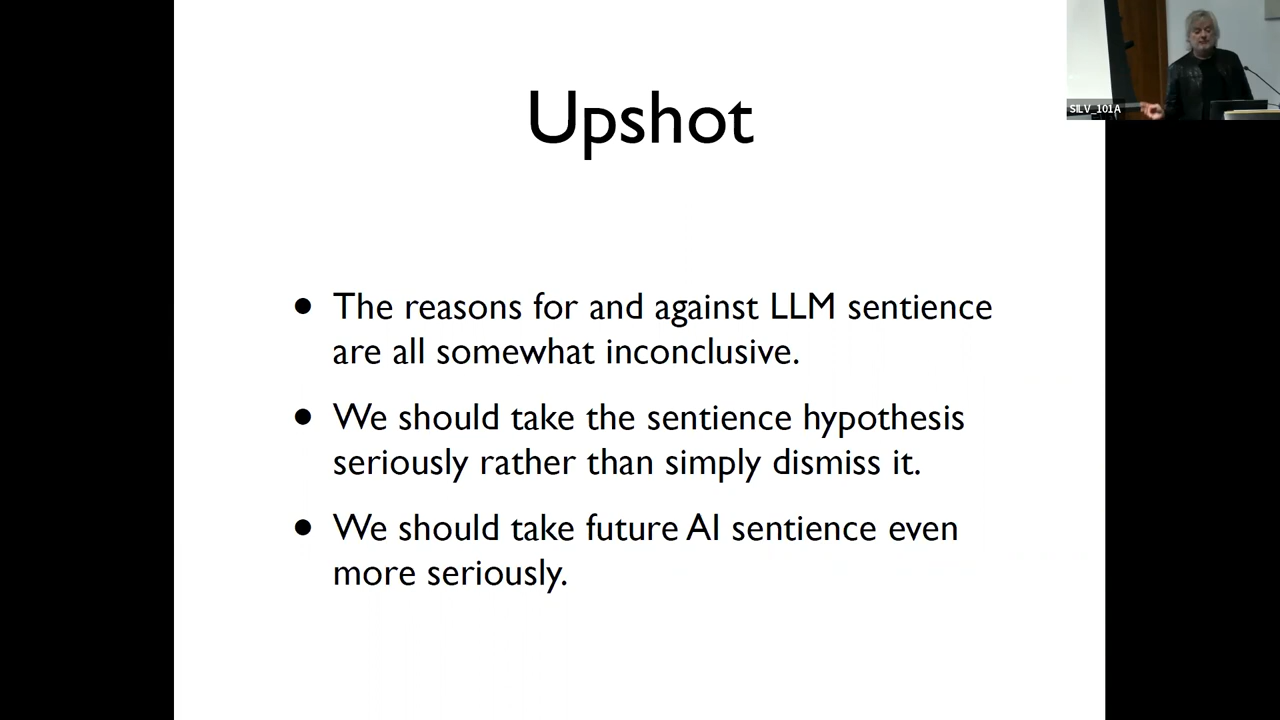 Upshot
SILV_101A
• The reasons for and against LLM sentience
are all somewhat inconclusive.
• We should take the sentience hypothesis
seriously rather than simply dismiss it.
• We should take future AI sentience even
more seriously.